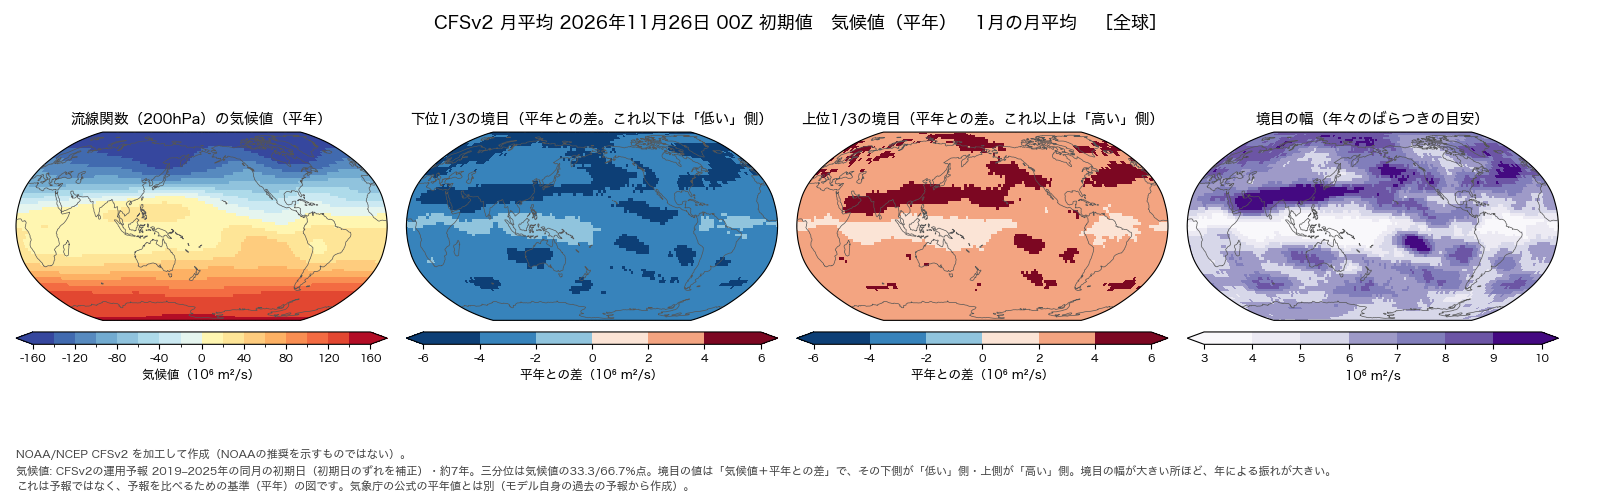 CFSv2 月平均 2026年11月26日 00Z 初期値　気候値（平年）　1月の月平均　［全球］
流線関数（200hPa）の気候値（平年）
下位1/3の境目（平年との差。これ以下は「低い」側）
上位1/3の境目（平年との差。これ以上は「高い」側）
境目の幅（年々のばらつきの目安）
-160 -120 -80 -40 0 40 80 120 160
-6 -4 -2 0 2 4 6
-6 -4 -2 0 2 4 6
3 4 5 6 7 8 9 10
気候値（10⁶ m²/s）
平年との差（10⁶ m²/s）
平年との差（10⁶ m²/s）
10⁶ m²/s
NOAA/NCEP CFSv2 を加工して作成（NOAAの推奨を示すものではない）。
気候値: CFSv2の運用予報 2019–2025年の同月の初期日（初期日のずれを補正）・約7年。三分位は気候値の33.3/66.7%点。境目の値は「気候値＋平年との差」で、その下側が「低い」側・上側が「高い」側。境目の幅が大きい所ほど、年による振れが大きい。
これは予報ではなく、予報を比べるための基準（平年）の図です。気象庁の公式の平年値とは別（モデル自身の過去の予報から作成）。